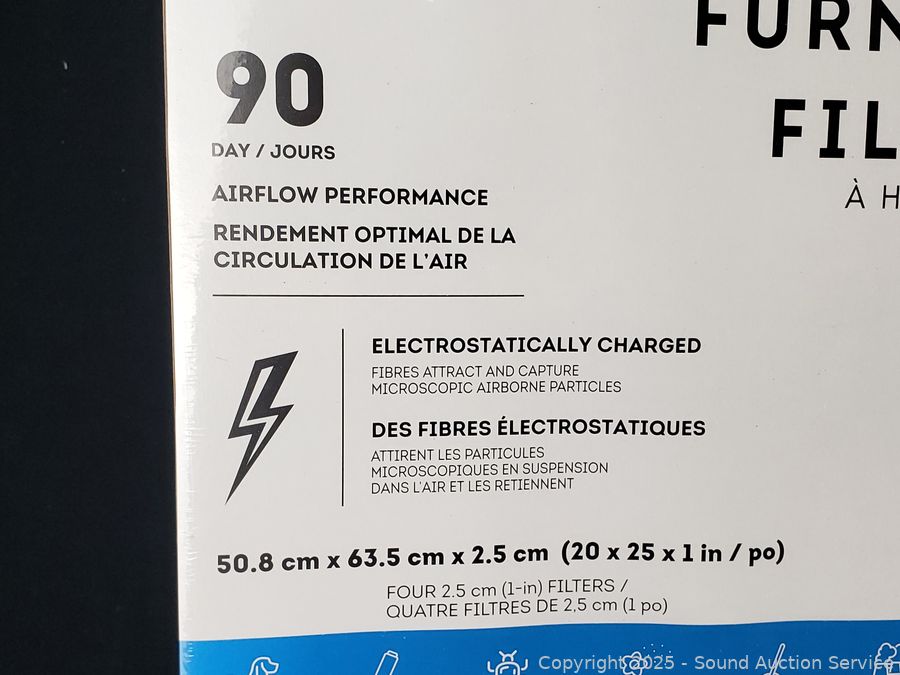 FURN
FIL
À H
90
DAY / JOURS
AIRFLOW PERFORMANCE
RENDEMENT OPTIMAL DE LA
CIRCULATION DE L'AIR
ELECTROSTATICALLY CHARGED
FIBRES ATTRACT AND CAPTURE
MICROSCOPIC AIRBORNE PARTICLES
DES FIBRES ÉLECTROSTATIQUES
ATTIRENT LES PARTICULES
MICROSCOPIQUES EN SUSPENSION
DANS L'AIR ET LES RETIENNENT
50.8 cm x 63.5 cm x 2.5 cm (20 x 25 x 1 in / po)
FOUR 2.5 cm (1-in) FILTERS /
QUATRE FILTRES DE 2,5 cm (1 po)
Copyright 2025 - Sound Auction Service